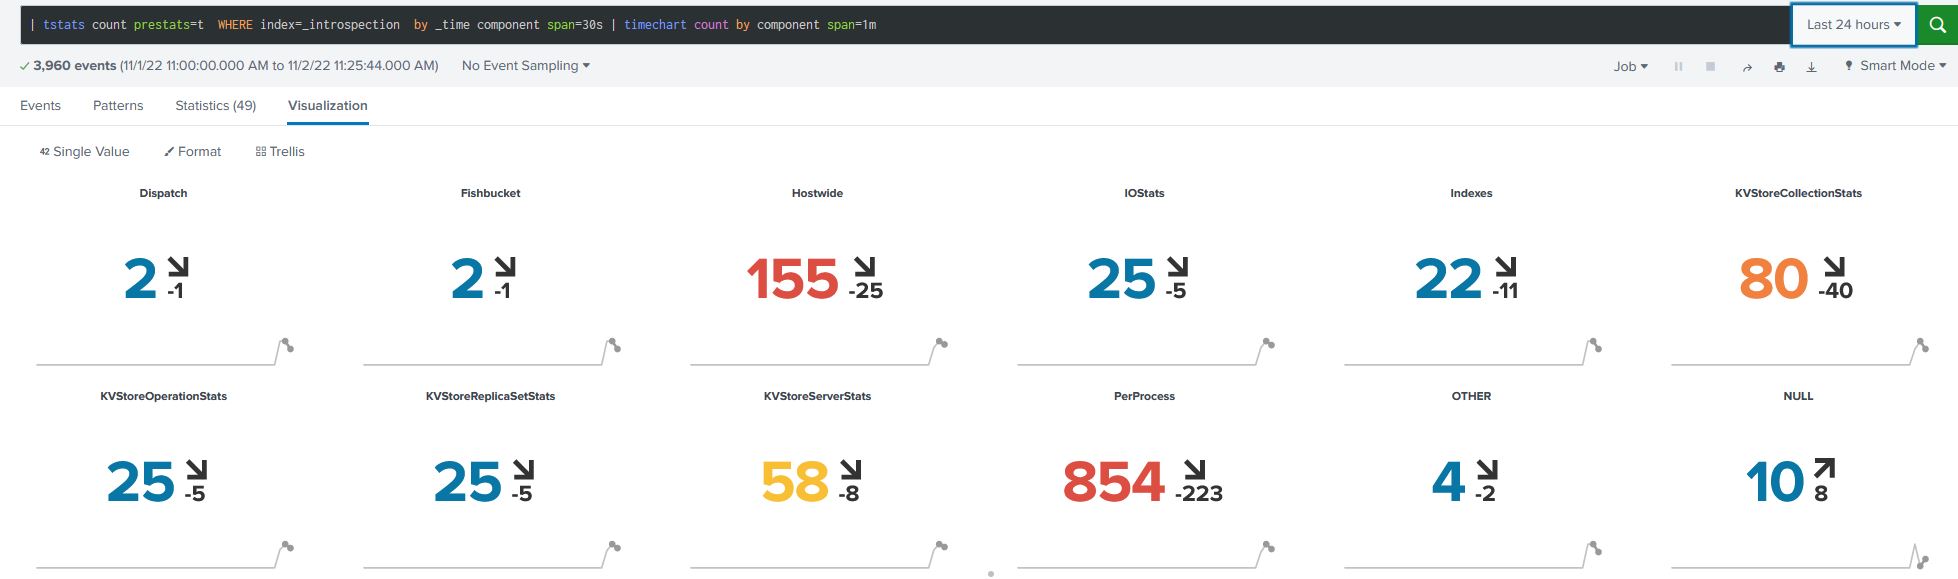 | tstats count prestats=t  WHERE index=_introspection  by _time component span=30s | timechart count by component span=1m
Last 24 hours
3,960 events (11/1/22 11:00:00.000 AM to 11/2/22 11:25:44.000 AM)
No Event Sampling
Job
Smart Mode
Events
Patterns
Statistics (49)
Visualization
42 Single Value
Format
Trellis
Dispatch
Fishbucket
Hostwide
IOStats
Indexes
KVStoreCollectionStats
2 -1
2 -1
155 -25
25 -5
22 -11
80 -40
KVStoreOperationStats
KVStoreReplicaSetStats
KVStoreServerStats
PerProcess
OTHER
NULL
25 -5
25 -5
58 -8
854 -223
4 -2
10 8